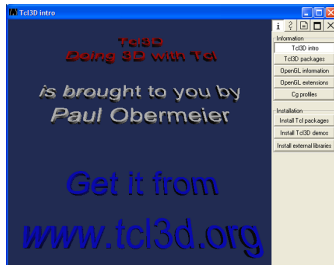 Tcl3D intro
Tcl3D
Doing 3D with Tcl
is brought to you by
Paul Obermeier
Get it from
www.tcl3d.org
Information
Tcl3D intro
Tcl3D packages
OpenGL information
OpenGL extensions
Cg profiles
Installation
Install Tcl packages
Install Tcl3D demos
Install external libraries